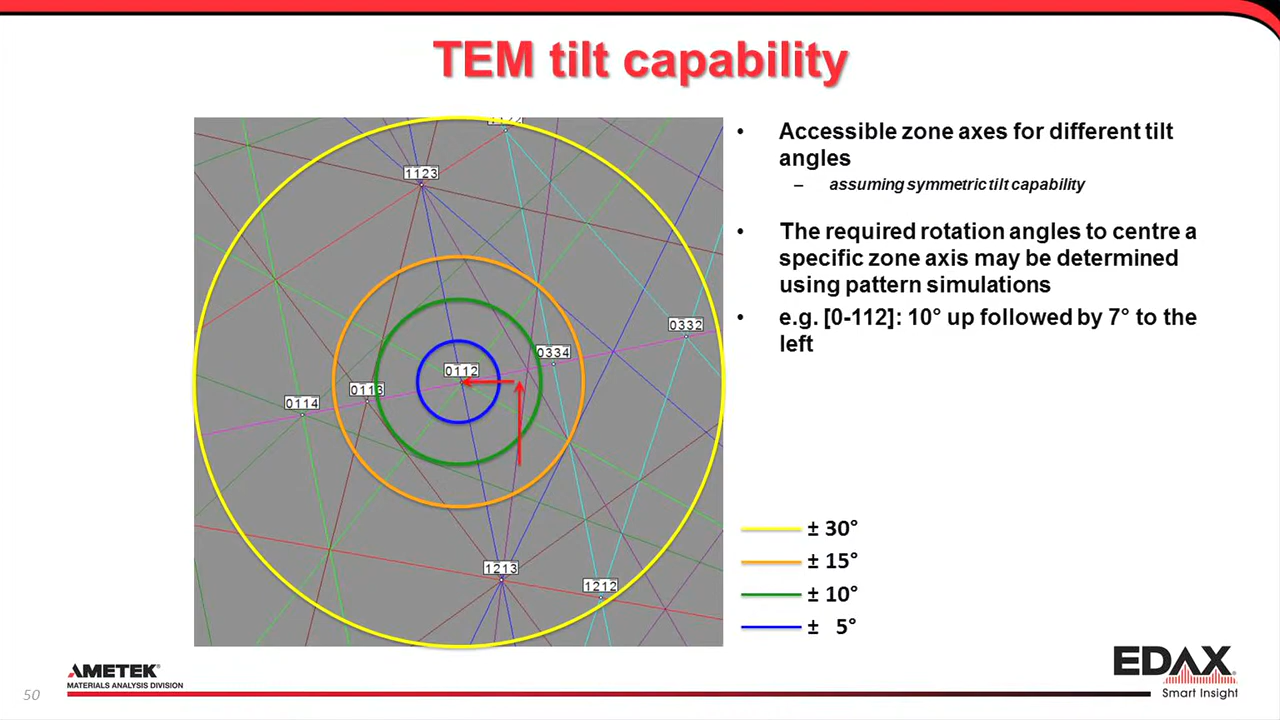 TEM tilt capability
1123
0332
0334
0112
0113
0114
1213
1212
• Accessible zone axes for different tilt
angles
– assuming symmetric tilt capability
• The required rotation angles to centre a
specific zone axis may be determined
using pattern simulations
• e.g. [0-112]: 10° up followed by 7° to the
left
± 30°
± 15°
± 10°
± 5°
50
AMETEK®
MATERIALS ANALYSIS DIVISION
EDAX®
Smart Insight